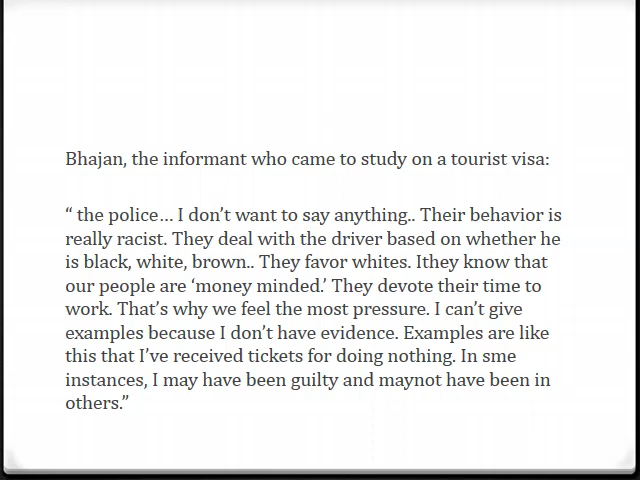 Bhajan, the informant who came to study on a tourist visa:
“ the police… I don’t want to say anything.. Their behavior is
really racist. They deal with the driver based on whether he
is black, white, brown.. They favor whites. Ithey know that
our people are ‘money minded.’ They devote their time to
work. That’s why we feel the most pressure. I can’t give
examples because I don’t have evidence. Examples are like
this that I’ve received tickets for doing nothing. In sme
instances, I may have been guilty and maynot have been in
others.”